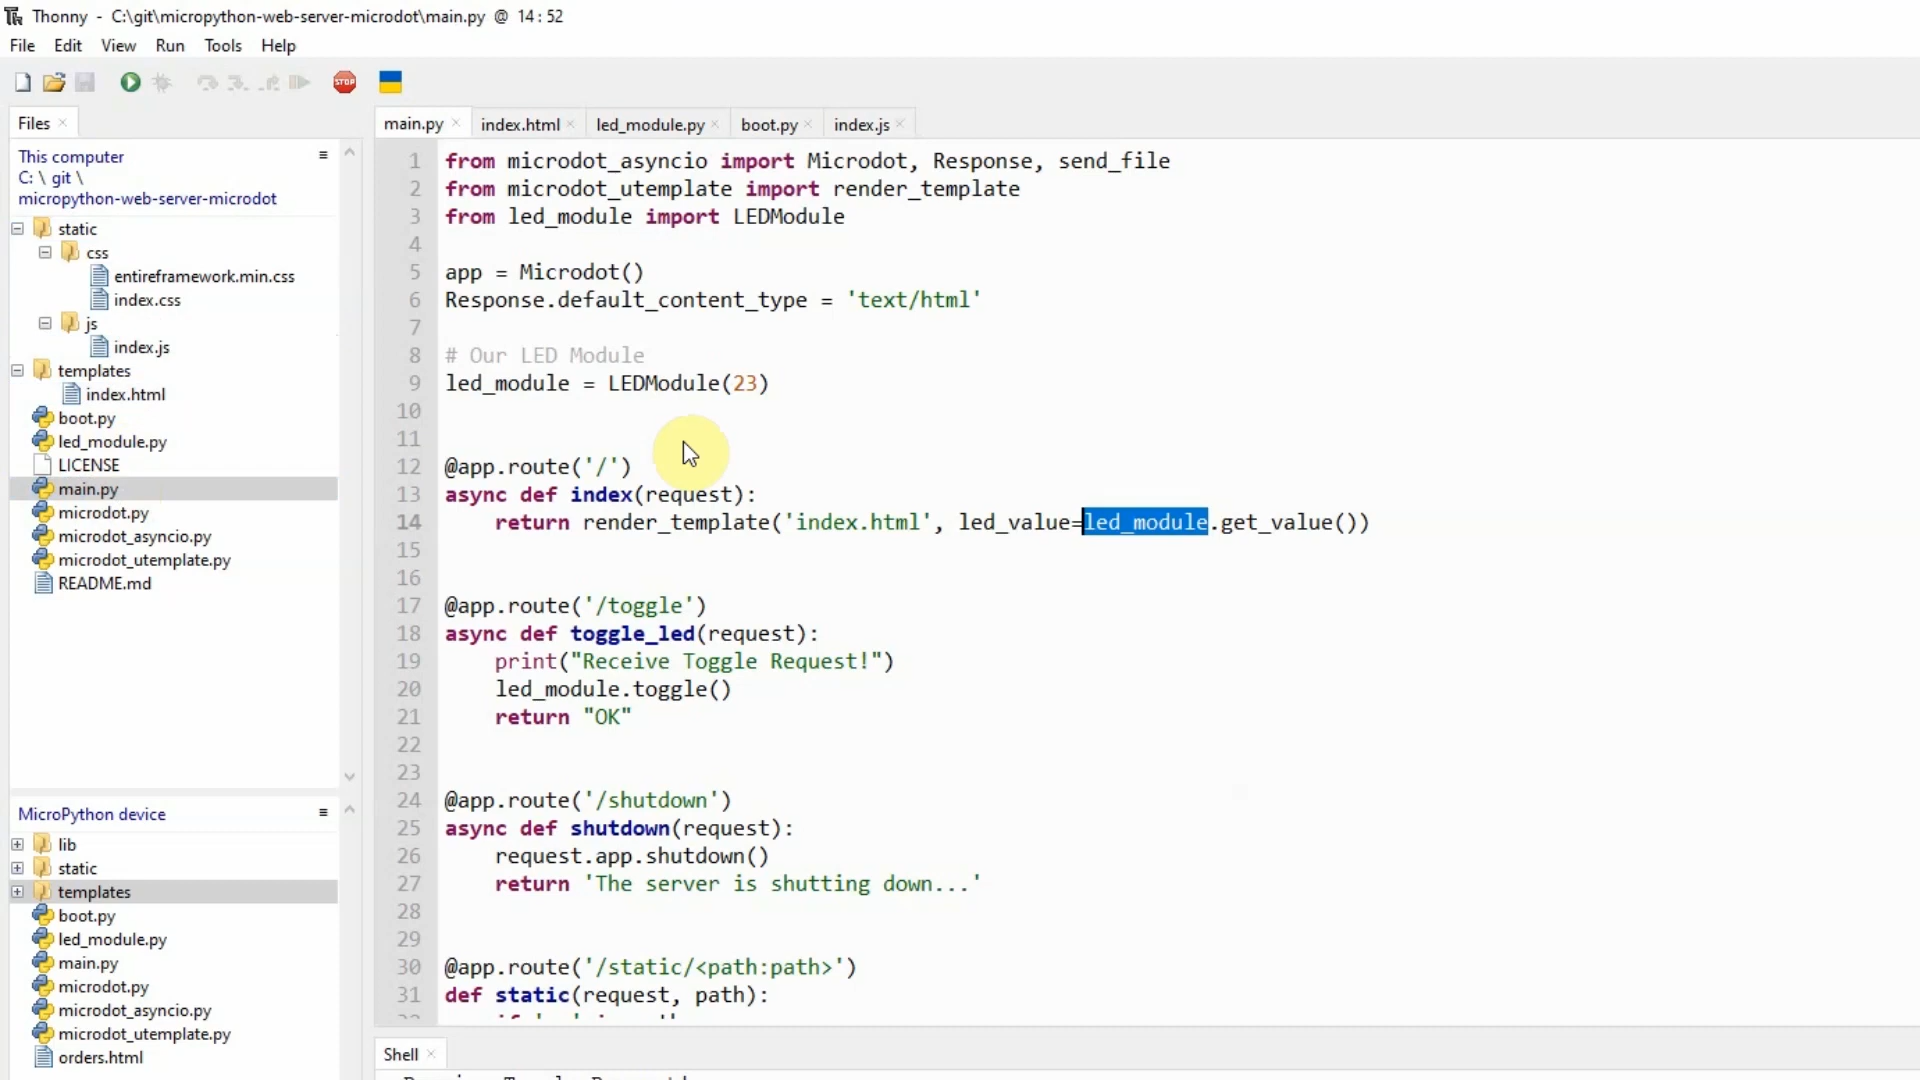 Thonny - C:\git\micropython-web-server-microdot\main.py @ 14:52
File Edit View Run Tools Help
STOP
Files
This computer
C: \ git \
micropython-web-server-microdot
static
css
entireframework.min.css
index.css
js
index.js
templates
index.html
boot.py
led_module.py
LICENSE
main.py
microdot.py
microdot_asyncio.py
microdot_utemplate.py
README.md
MicroPython device
lib
static
templates
boot.py
led_module.py
main.py
microdot.py
microdot_asyncio.py
microdot_utemplate.py
orders.html
main.py index.html led_module.py boot.py index.js
1 from microdot_asyncio import Microdot, Response, send_file
2 from microdot_utemplate import render_template
3 from led_module import LEDModule
4
5 app = Microdot()
6 Response.default_content_type = 'text/html'
7
8 # Our LED Module
9 led_module = LEDModule(23)
10
11
12 @app.route('/')
13 async def index(request):
14     return render_template('index.html', led_value=led_module.get_value())
15
16
17 @app.route('/toggle')
18 async def toggle_led(request):
19     print("Receive Toggle Request!")
20     led_module.toggle()
21     return "OK"
22
23
24 @app.route('/shutdown')
25 async def shutdown(request):
26     request.app.shutdown()
27     return 'The server is shutting down...'
28
29
30 @app.route('/static/<path:path>')
31 def static(request, path):
Shell